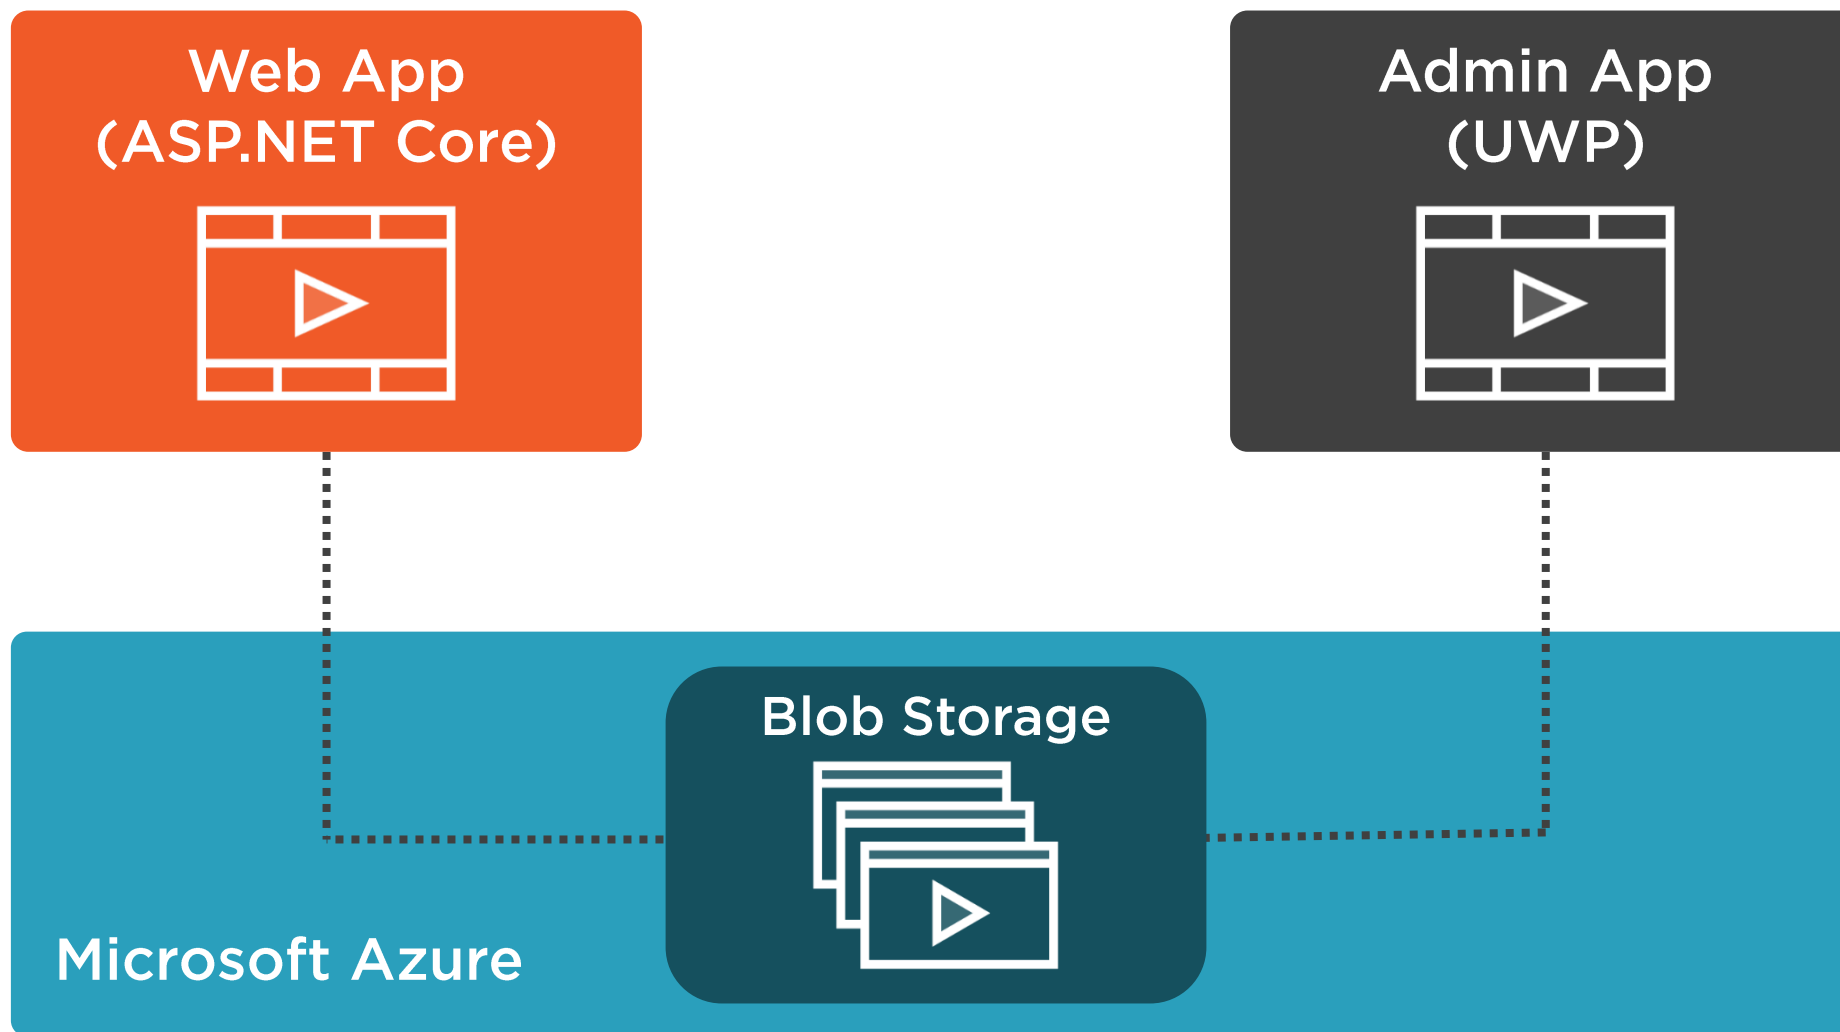 Web App
(ASP.NET Core)
Admin App
(UWP)
Blob Storage
Microsoft Azure